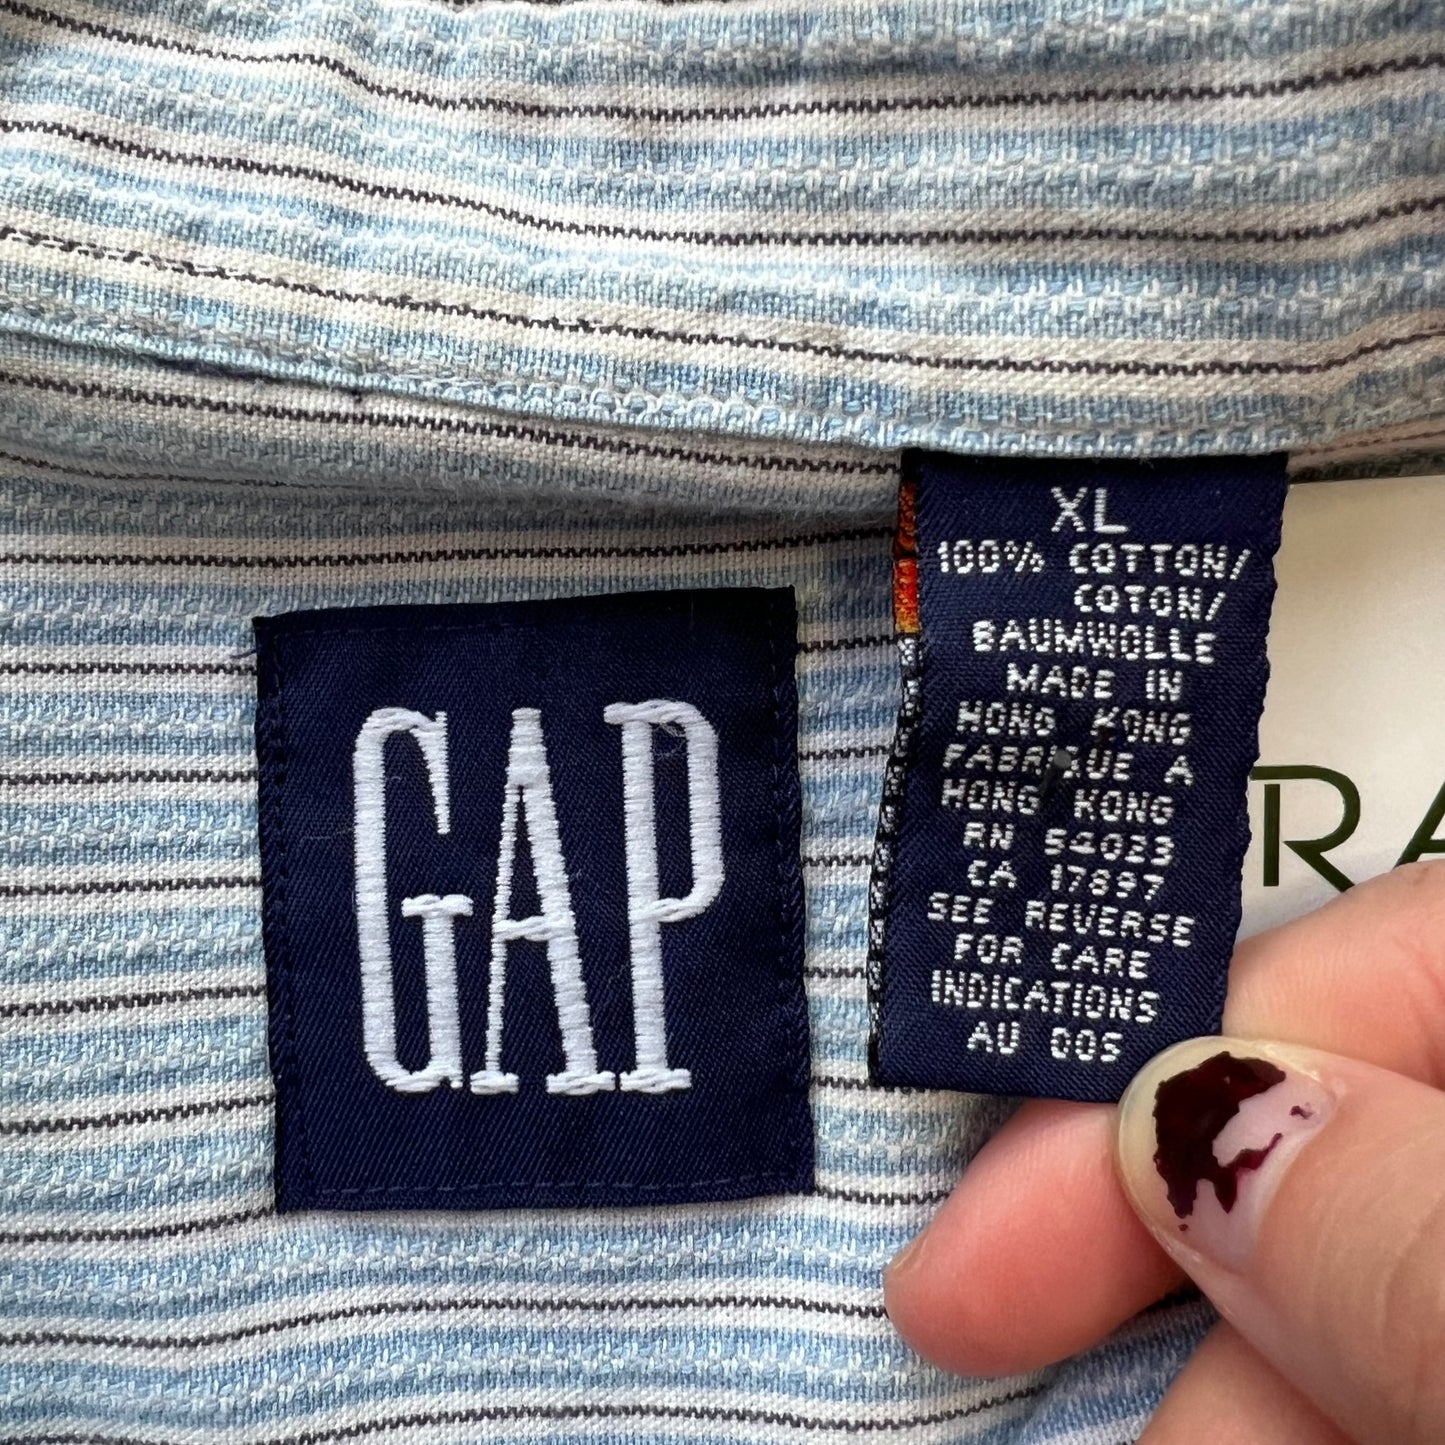 GAP
XL
100% COTTON/
COTON/
BAUMWOLLE
MADE IN
HONG KONG
FABRIQUE A
HONG KONG
RN 54023
CA 17897
SEE REVERSE
FOR CARE
INDICATIONS
AU 005
RA